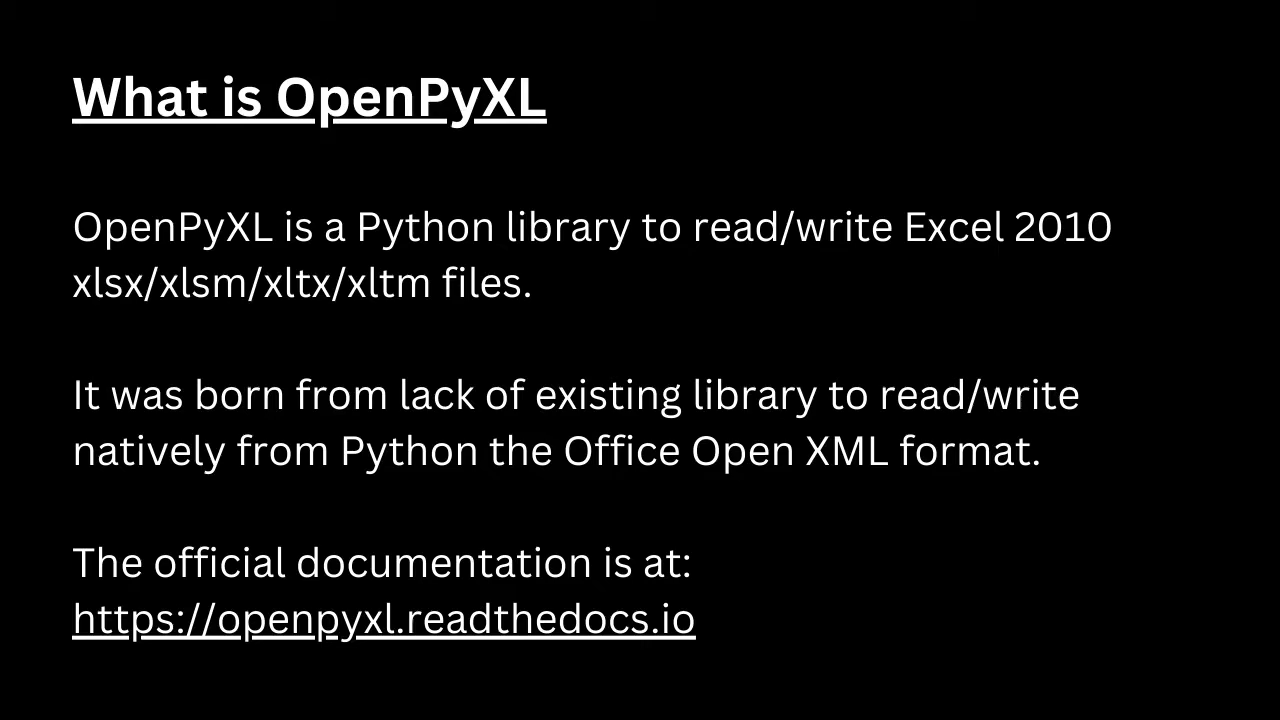 What is OpenPyXL
OpenPyXL is a Python library to read/write Excel 2010
xlsx/xlsm/xltx/xltm files.
It was born from lack of existing library to read/write
natively from Python the Office Open XML format.
The official documentation is at:
https://openpyxl.readthedocs.io